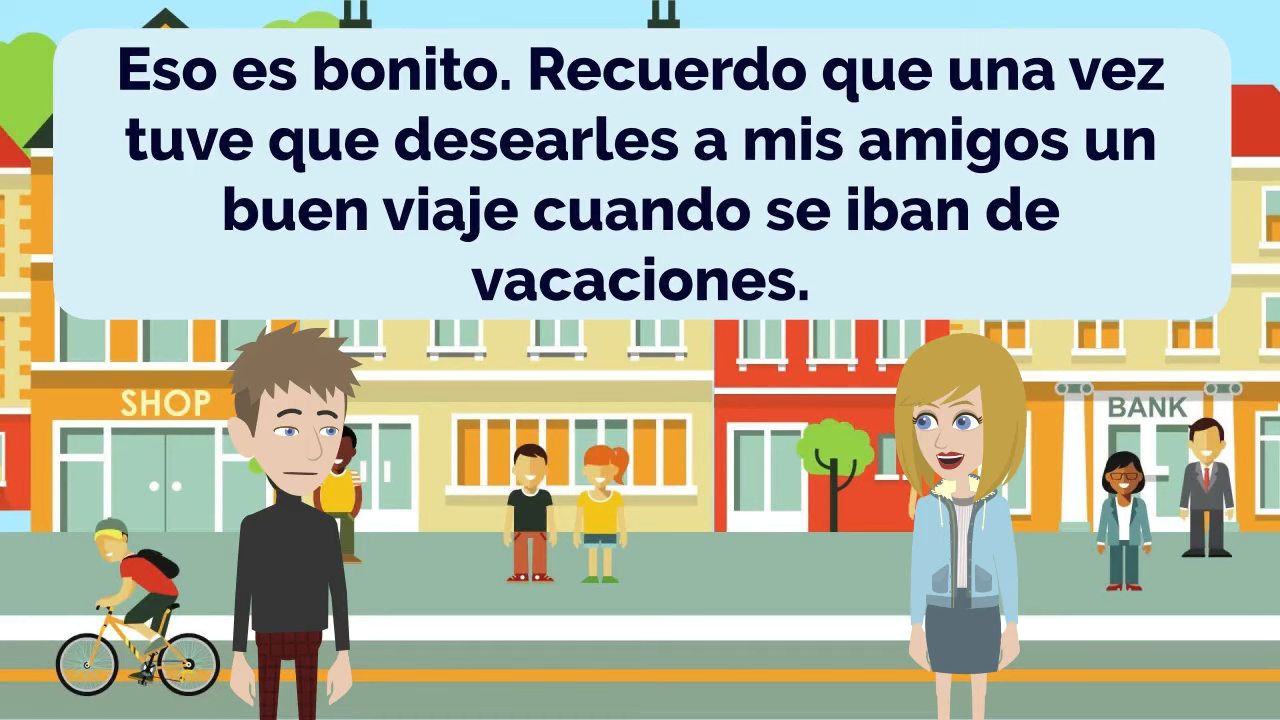 Eso es bonito. Recuerdo que una vez
tuve que desearles a mis amigos un
buen viaje cuando se iban de
vacaciones.
SHOP
BANK